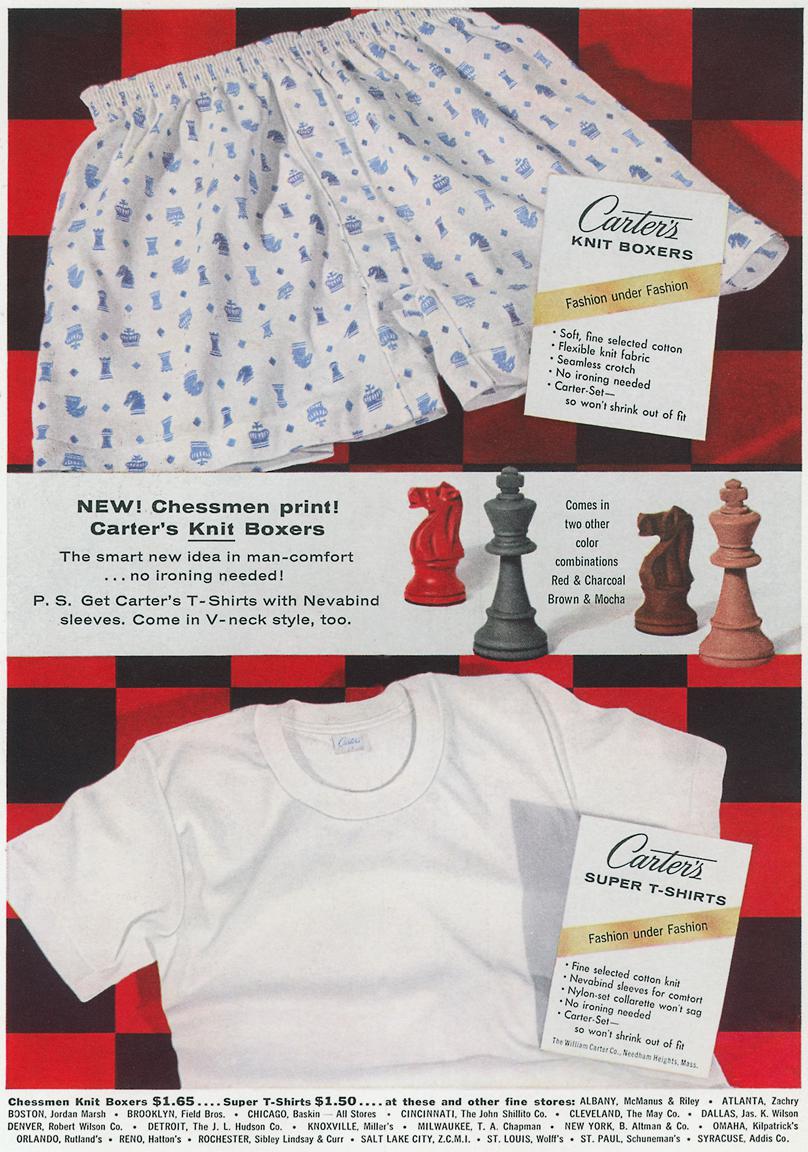 Carter's
KNIT BOXERS
Fashion under Fashion
• Soft, fine selected cotton
• Flexible knit fabric
• Seamless crotch
• No ironing needed
• Carter-Set—
so won't shrink out of fit
NEW! Chessmen print!
Carter's Knit Boxers
The smart new idea in man-comfort
...no ironing needed!
P. S. Get Carter's T-Shirts with Nevabind
sleeves. Come in V-neck style, too.
Comes in
two other
color
combinations
Red & Charcoal
Brown & Mocha
Carter's
Carter's
SUPER T-SHIRTS
Fashion under Fashion
• Fine selected cotton knit
• Nevabind sleeves for comfort
• Nylon-set collarette won't sag
• No ironing needed
• Carter-Set—
so won't shrink out of fit
The William Carter Co., Needham Heights, Mass.
Chessmen Knit Boxers $1.65....Super T-Shirts $1.50....at these and other fine stores: ALBANY, McManus & Riley • ATLANTA, Zachry
BOSTON, Jordan Marsh • BROOKLYN, Field Bros. • CHICAGO, Baskin — All Stores • CINCINNATI, The John Shillito Co. • CLEVELAND, The May Co. • DALLAS, Jas. K. Wilson
DENVER, Robert Wilson Co. • DETROIT, The J. L. Hudson Co. • KNOXVILLE, Miller's • MILWAUKEE, T. A. Chapman • NEW YORK, B. Altman & Co. • OMAHA, Kilpatrick's
ORLANDO, Rutland's • RENO, Hatton's • ROCHESTER, Sibley Lindsay & Curr • SALT LAKE CITY, Z.C.M.I. • ST. LOUIS, Wolff's • ST. PAUL, Schuneman's • SYRACUSE, Addis Co.